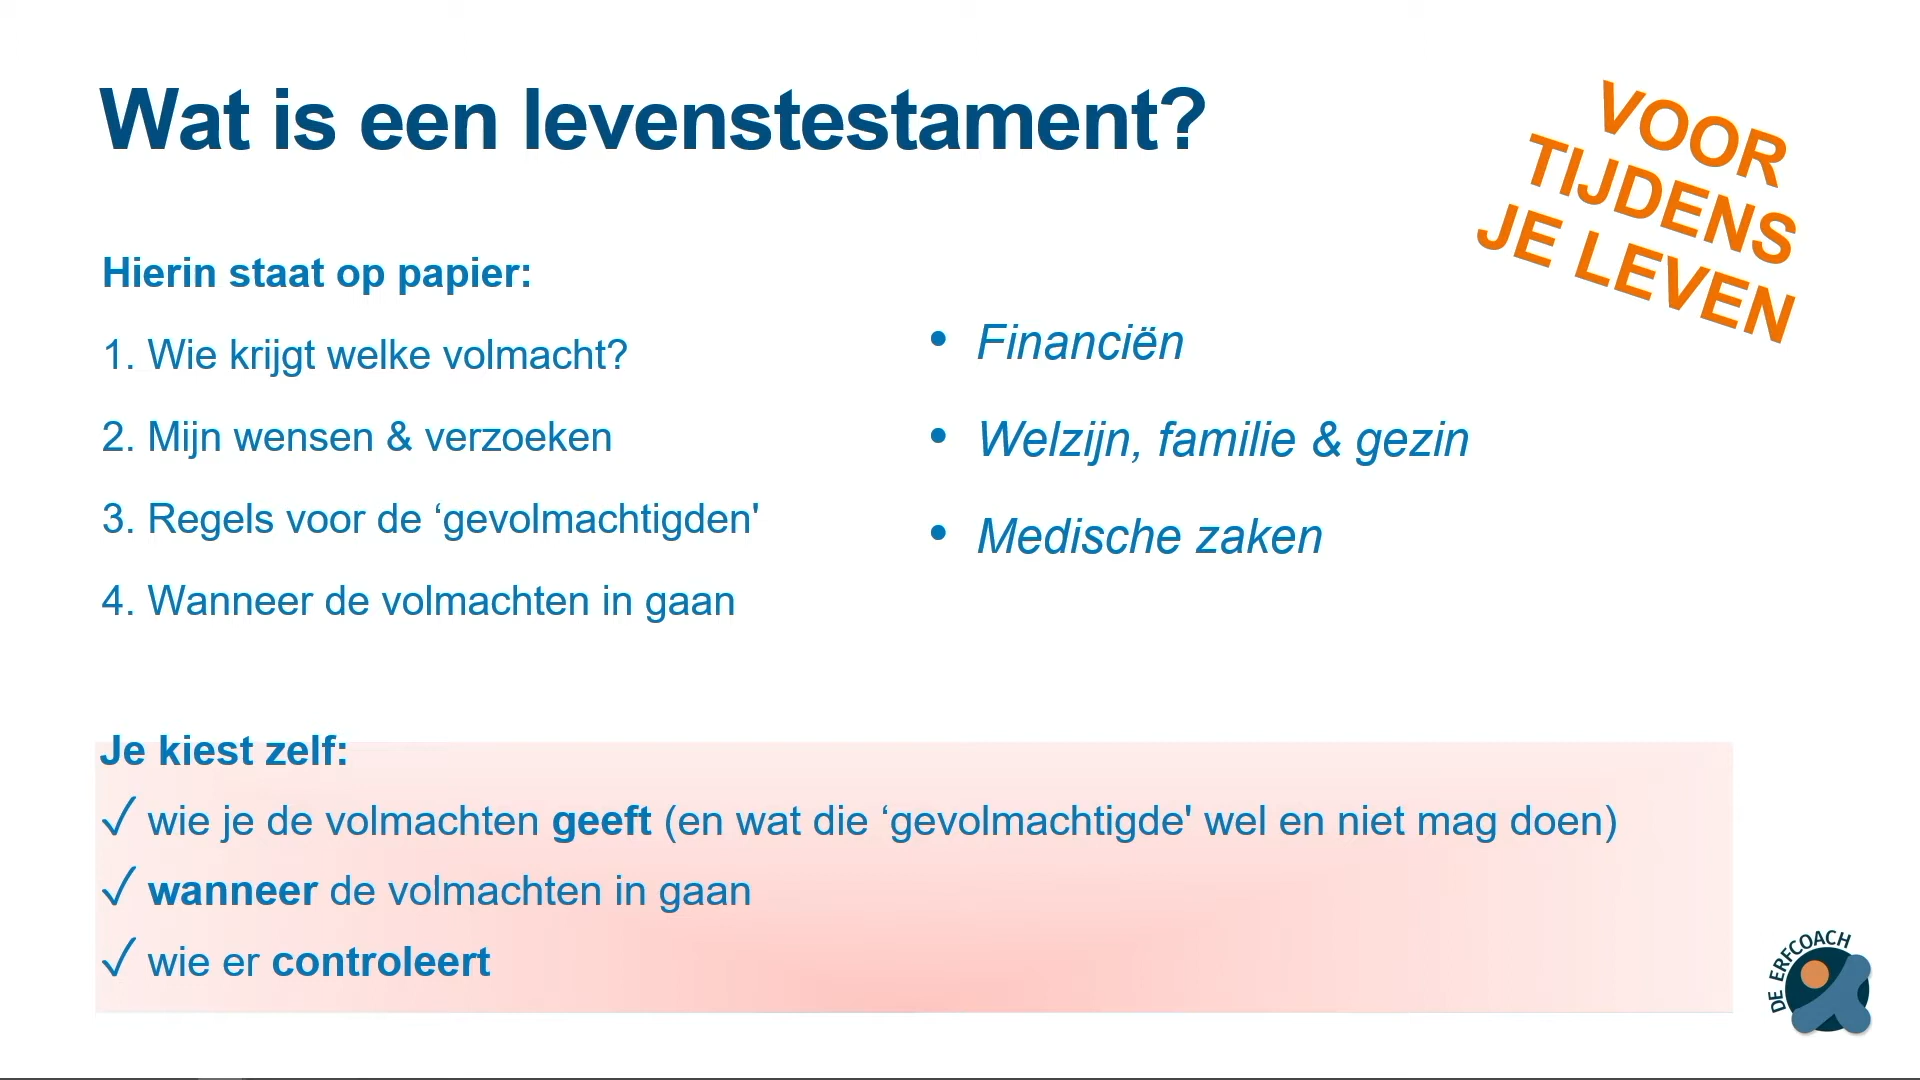 Wat is een levenstestament?
VOOR
TIJDENS
JE LEVEN
Hierin staat op papier:
1. Wie krijgt welke volmacht?
2. Mijn wensen & verzoeken
3. Regels voor de ‘gevolmachtigden'
4. Wanneer de volmachten in gaan
• Financiën
• Welzijn, familie & gezin
• Medische zaken
Je kiest zelf:
✓ wie je de volmachten geeft (en wat die ‘gevolmachtigde' wel en niet mag doen)
✓ wanneer de volmachten in gaan
✓ wie er controleert
DE ERFCOACH